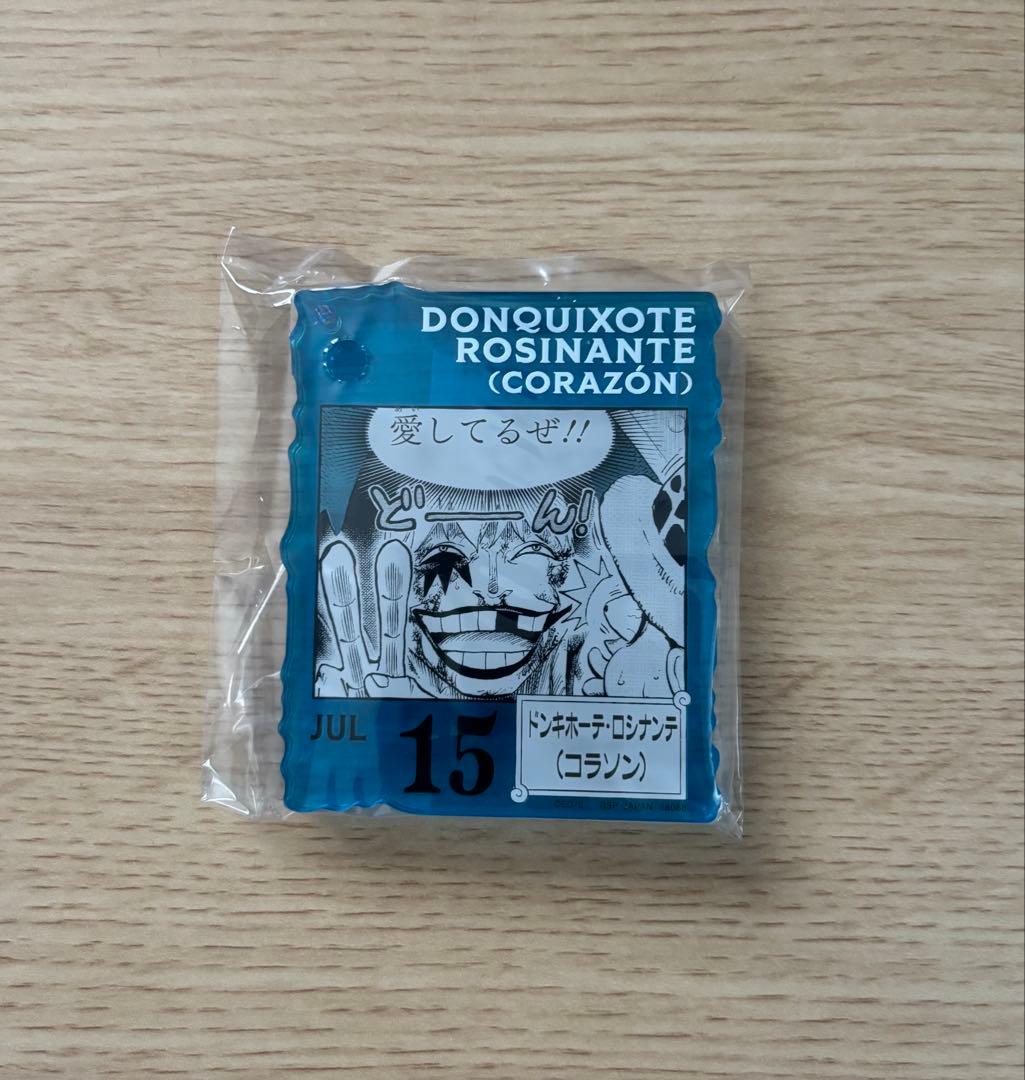 DONQUIXOTE
ROSINANTE
(CORAZÓN)
愛してるぜ!!
どーーん!
JUL 15
ドンキホーテ・ロシナンテ
(コラソン)